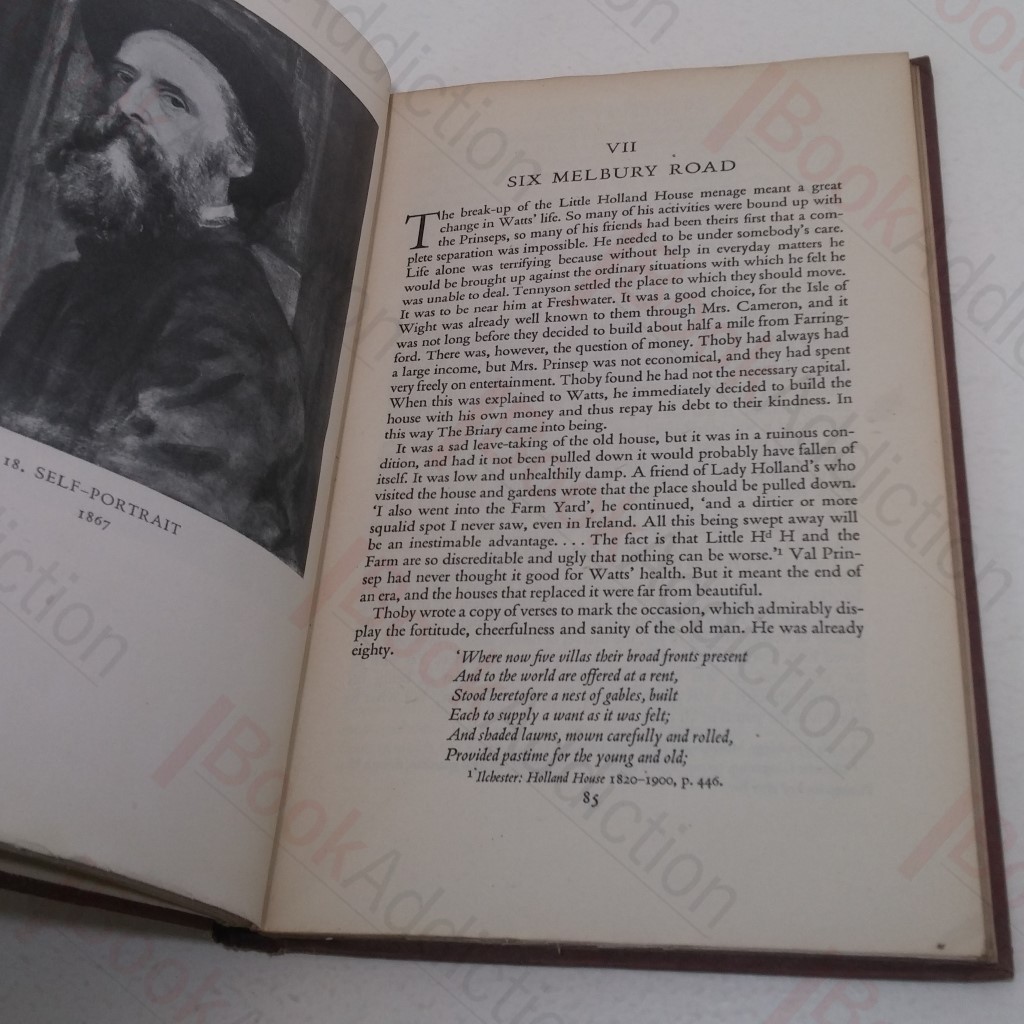 18. SELF-PORTRAIT
1867
VII
SIX MELBURY ROAD
The break-up of the Little Holland House menage meant a great
change in Watts' life. So many of his activities were bound up with
the Prinseps, so many of his friends had been theirs first that a com-
plete separation was impossible. He needed to be under somebody's care.
Life alone was terrifying because without help in everyday matters he
would be brought up against the ordinary situations with which he felt he
was unable to deal. Tennyson settled the place to which they should move.
It was to be near him at Freshwater. It was a good choice, for the Isle of
Wight was already well known to them through Mrs. Cameron, and it
was not long before they decided to build about half a mile from Farring-
ford. There was, however, the question of money. Thoby had always had
a large income, but Mrs. Prinsep was not economical, and they had spent
very freely on entertainment. Thoby found he had not the necessary capital.
When this was explained to Watts, he immediately decided to build the
house with his own money and thus repay his debt to their kindness. In
this way The Briary came into being.
It was a sad leave-taking of the old house, but it was in a ruinous con-
dition, and had it not been pulled down it would probably have fallen of
itself. It was low and unhealthily damp. A friend of Lady Holland's who
visited the house and gardens wrote that the place should be pulled down.
'I also went into the Farm Yard', he continued, 'and a dirtier or more
squalid spot I never saw, even in Ireland. All this being swept away will
be an inestimable advantage. . . . The fact is that Little Hd H and the
Farm are so discreditable and ugly that nothing can be worse.'1 Val Prin-
sep had never thought it good for Watts' health. But it meant the end of
an era, and the houses that replaced it were far from beautiful.
Thoby wrote a copy of verses to mark the occasion, which admirably dis-
play the fortitude, cheerfulness and sanity of the old man. He was already
eighty.
'Where now five villas their broad fronts present
And to the world are offered at a rent,
Stood heretofore a nest of gables, built
Each to supply a want as it was felt;
And shaded lawns, mown carefully and rolled,
Provided pastime for the young and old;
1 Ilchester: Holland House 1820-1900, p. 446.
85
BookAddiction